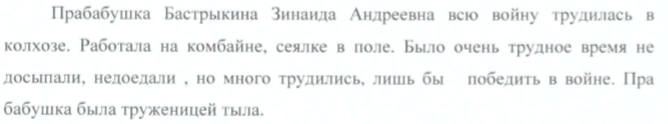 Прабабушка Бастрыкина Зинаида Андреевна всю войну трудилась в
колхозе. Работала на комбайне, сеялке в поле. Было очень трудное время не
досыпали, недоедали , но много трудились, лишь бы победить в войне. Пра
бабушка была труженицей тыла.